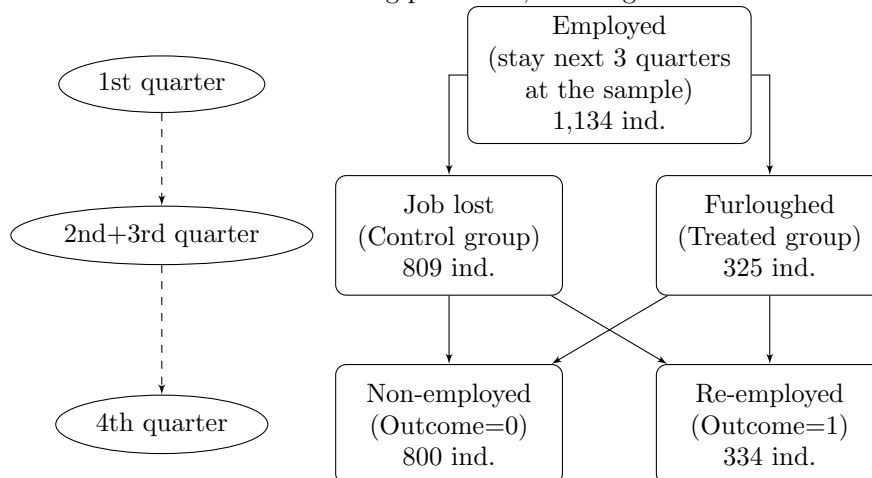 Employed
(stay next 3 quarters
at the sample)
1,134 ind.
1st quarter
Job lost
(Control group)
809 ind.
Furloughed
(Treated group)
325 ind.
2nd+3rd quarter
Non-employed
(Outcome=0)
800 ind.
Re-employed
(Outcome=1)
334 ind.
4th quarter